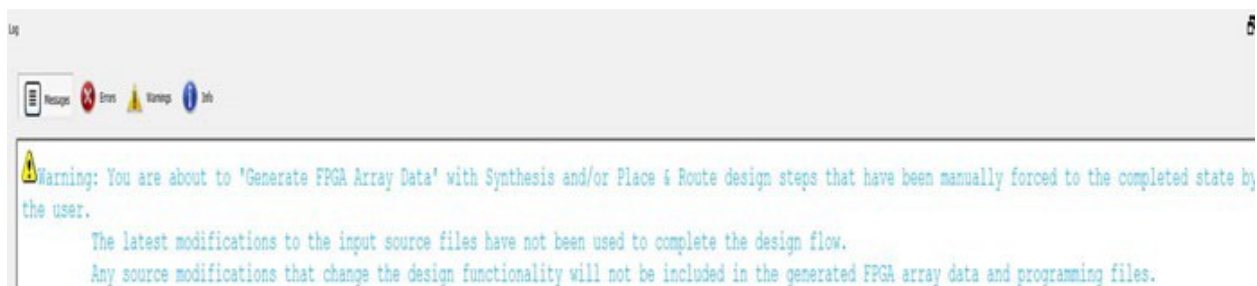 Log
Messages Errors Warnings Info
Warning: You are about to 'Generate FPGA Array Data' with Synthesis and/or Place & Route design steps that have been manually forced to the completed state by
the user.
The latest modifications to the input source files have not been used to complete the design flow.
Any source modifications that change the design functionality will not be included in the generated FPGA array data and programming files.